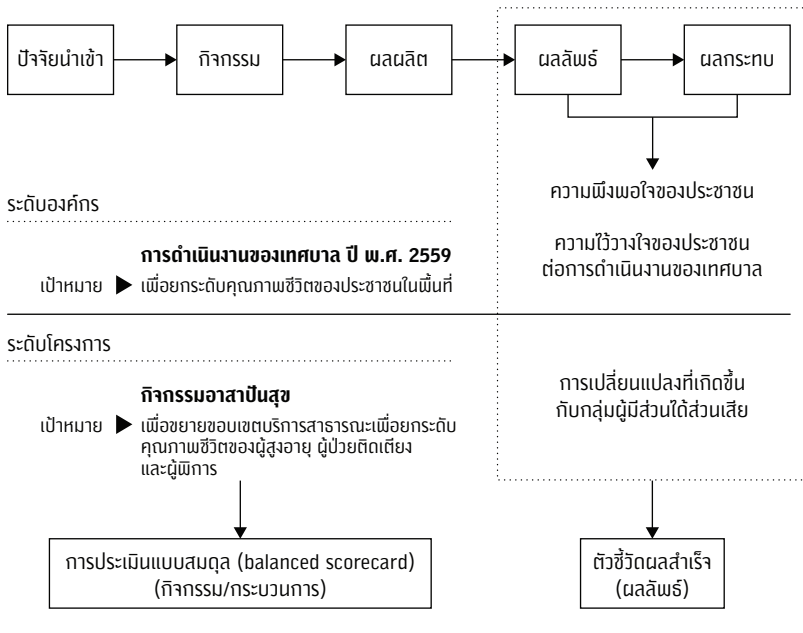 ปัจจัยนำเข้า
กิจกรรม
ผลผลิต
ผลลัพธ์
ผลกระทบ
ความพึงพอใจของประชาชน
ความไว้วางใจของประชาชน
ต่อการดำเนินงานของเทศบาล
ระดับองค์กร
การดำเนินงานของเทศบาล ปี พ.ศ. 2559
เป้าหมาย ▶ เพื่อยกระดับคุณภาพชีวิตของประชาชนในพื้นที่
ระดับโครงการ
กิจกรรมอาสาปันสุข
เป้าหมาย ▶ เพื่อขยายขอบเขตบริการสาธารณะเพื่อยกระดับ
คุณภาพชีวิตของผู้สูงอายุ ผู้ป่วยติดเตียง
และผู้พิการ
การเปลี่ยนแปลงที่เกิดขึ้น
กับกลุ่มผู้มีส่วนได้ส่วนเสีย
การประเมินแบบสมดุล (balanced scorecard)
(กิจกรรม/กระบวนการ)
ตัวชี้วัดผลสำเร็จ
(ผลลัพธ์)